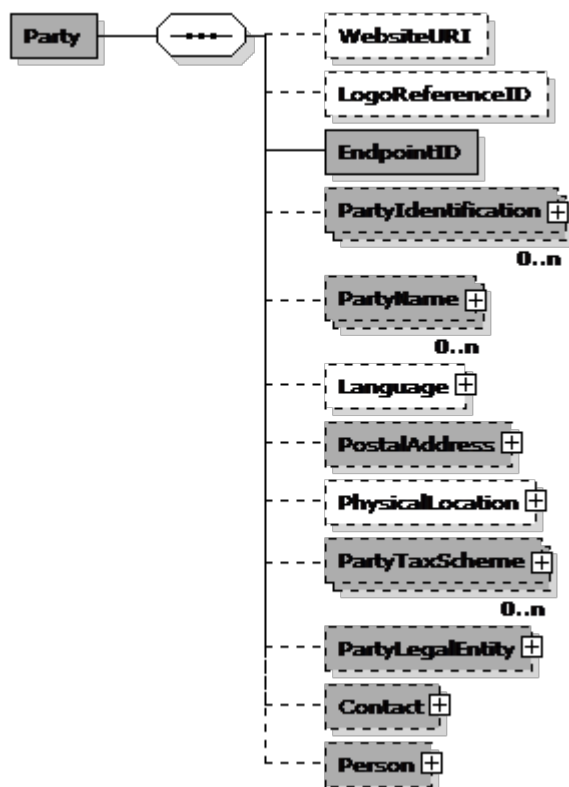 Party
WebsiteURI
LogoReferenceID
EndpointID
PartyIdentification
0..n
PartyName
0..n
Language
PostalAddress
PhysicalLocation
PartyTaxScheme
0..n
PartyLegalEntity
Contact
Person